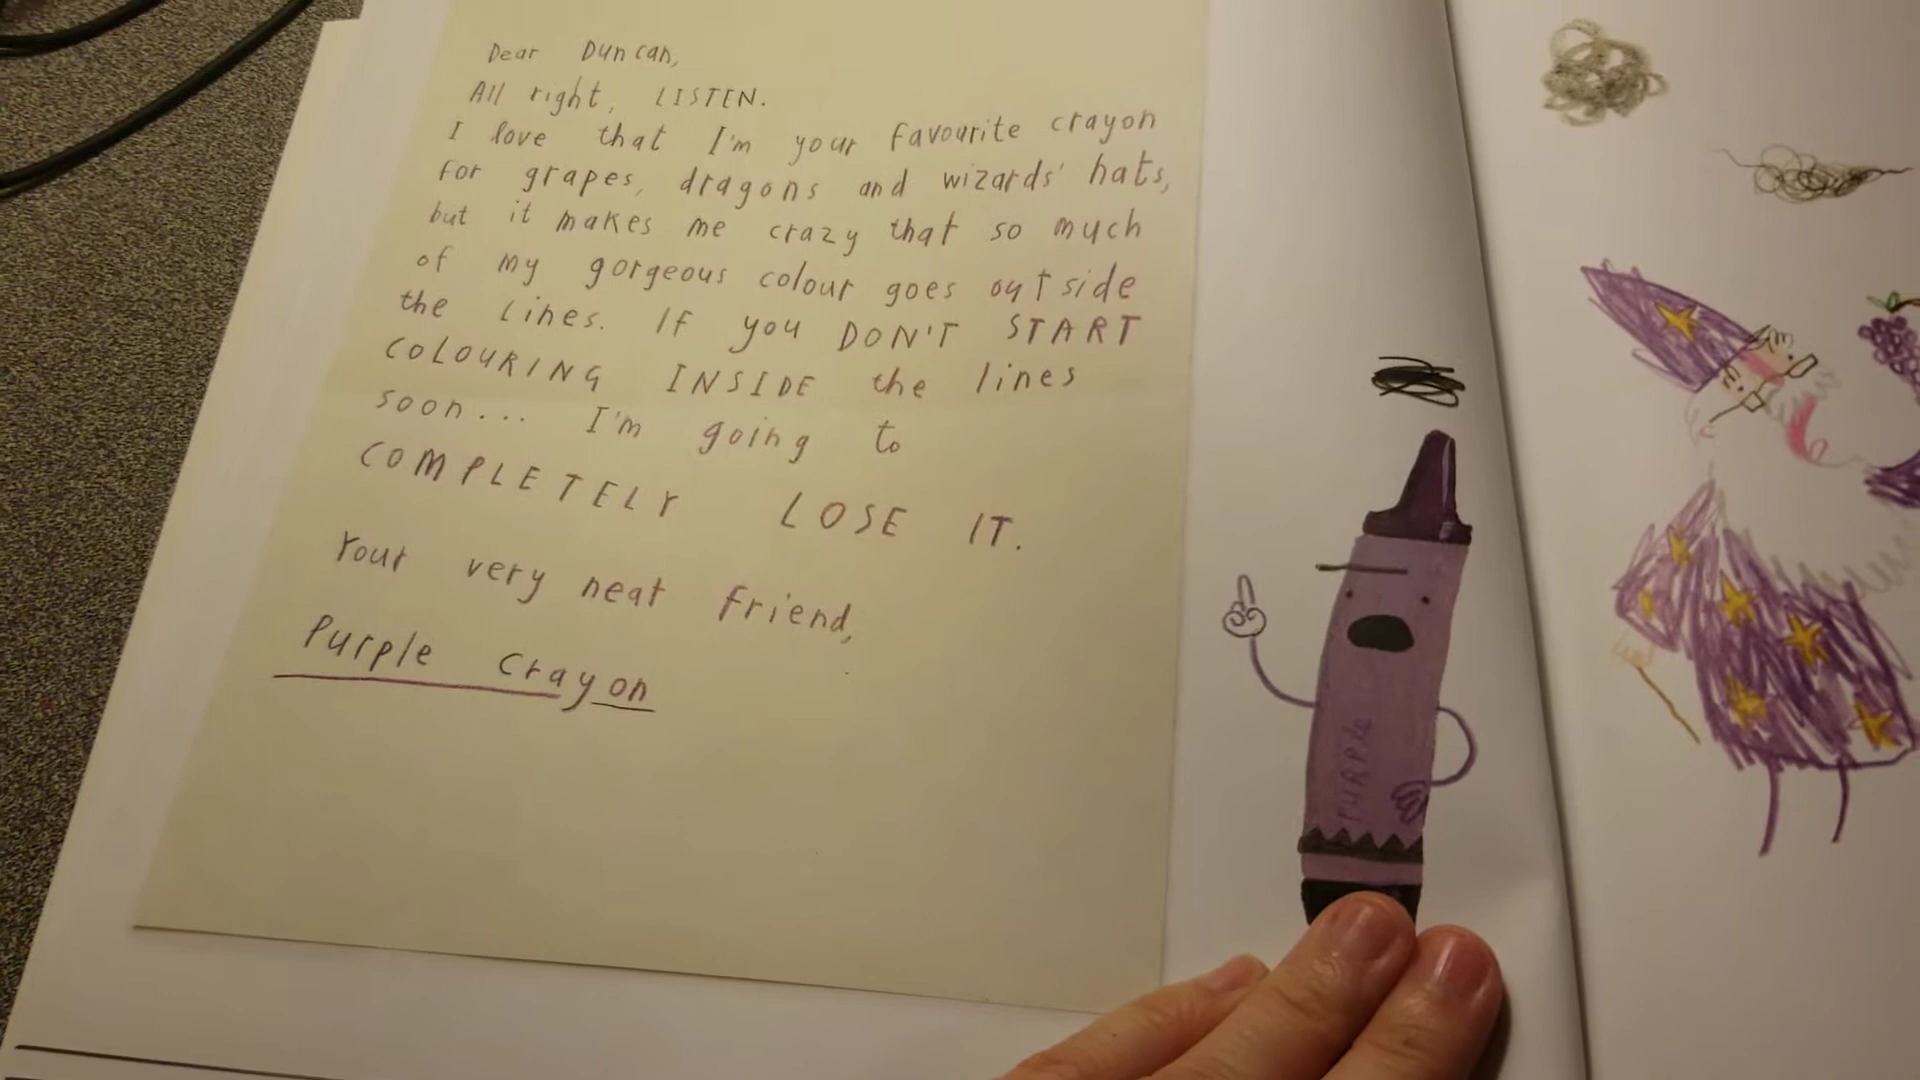 Dear Duncan,
All right, LISTEN.
I love that I'm your favourite crayon
for grapes, dragons and wizards' hats,
but it makes me crazy that so much
of my gorgeous colour goes outside
the lines. If you DON'T START
COLOURING INSIDE the lines
soon... I'm going to
COMPLETELY LOSE IT.
Your very neat friend,
Purple Crayon
PURPLE